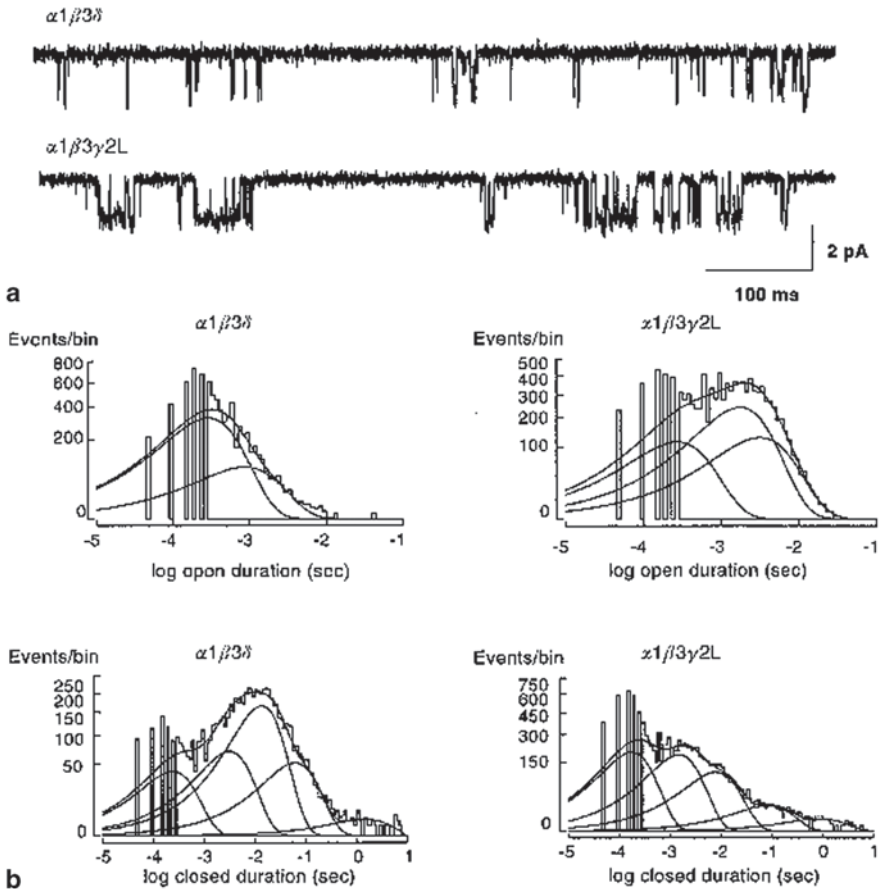 α1β3δ
α1β3γ2L
2 pA
100 ms
a
α1β3δ
Events/bin
800
600
400
200
0
-5 -4 -3 -2 -1
log opon duration (scc)
α1β3γ2L
Events/bin
500
400
300
200
100
0
-5 -4 -3 -2 -1
log open duration (sec)
α1β3δ
Events/bin
250
200
150
100
50
0
-5 -4 -3 -2 -1 0 1
log closed duration (sec)
α1β3γ2L
Events/bin
750
600
450
300
150
0
-5 -4 -3 -2 -1 0 1
log closed duration (sec)
b